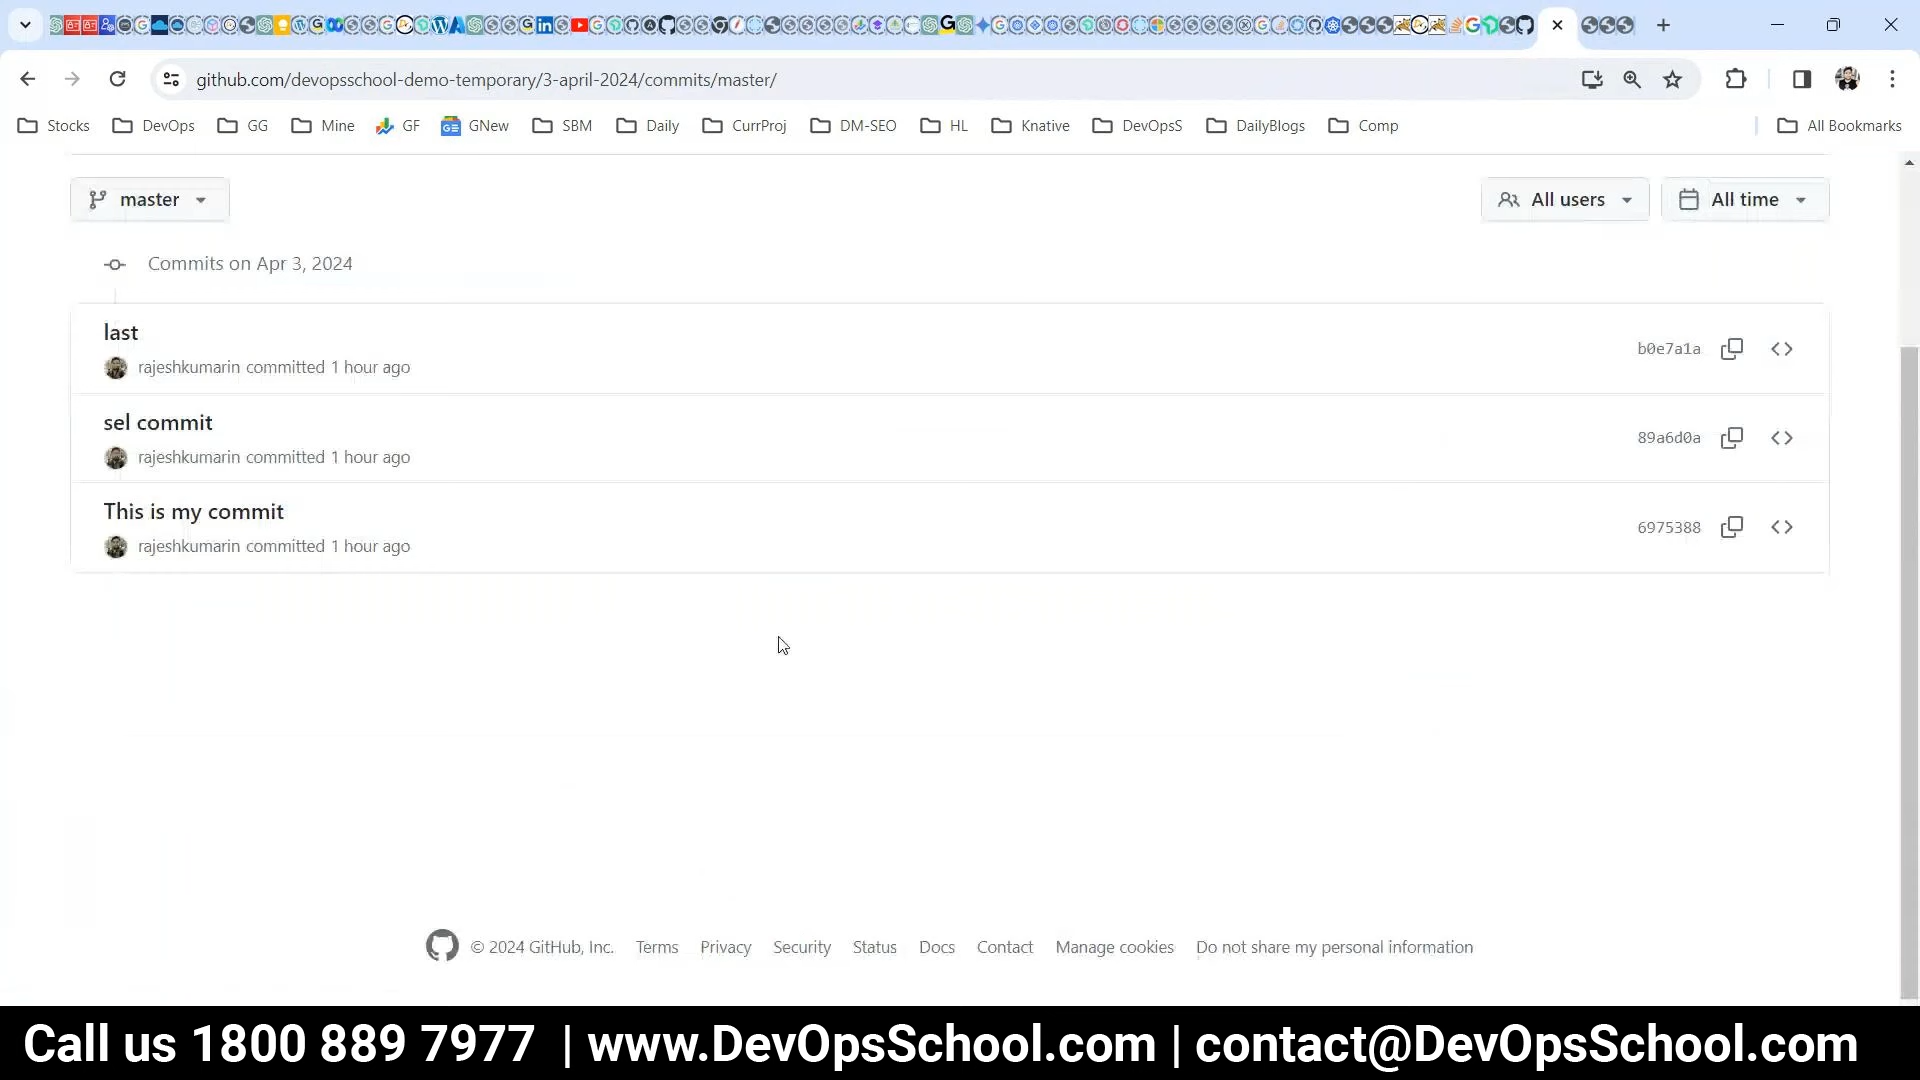 github.com/devopsschool-demo-temporary/3-april-2024/commits/master/
Stocks DevOps GG Mine GF GNew SBM Daily CurrProj DM-SEO HL Knative DevOpsS DailyBlogs Comp All Bookmarks
master All users All time
Commits on Apr 3, 2024
last
rajeshkumarin committed 1 hour ago
b0e7a1a
sel commit
rajeshkumarin committed 1 hour ago
89a6d0a
This is my commit
rajeshkumarin committed 1 hour ago
6975388
© 2024 GitHub, Inc. Terms Privacy Security Status Docs Contact Manage cookies Do not share my personal information
Call us 1800 889 7977 | www.DevOpsSchool.com | contact@DevOpsSchool.com